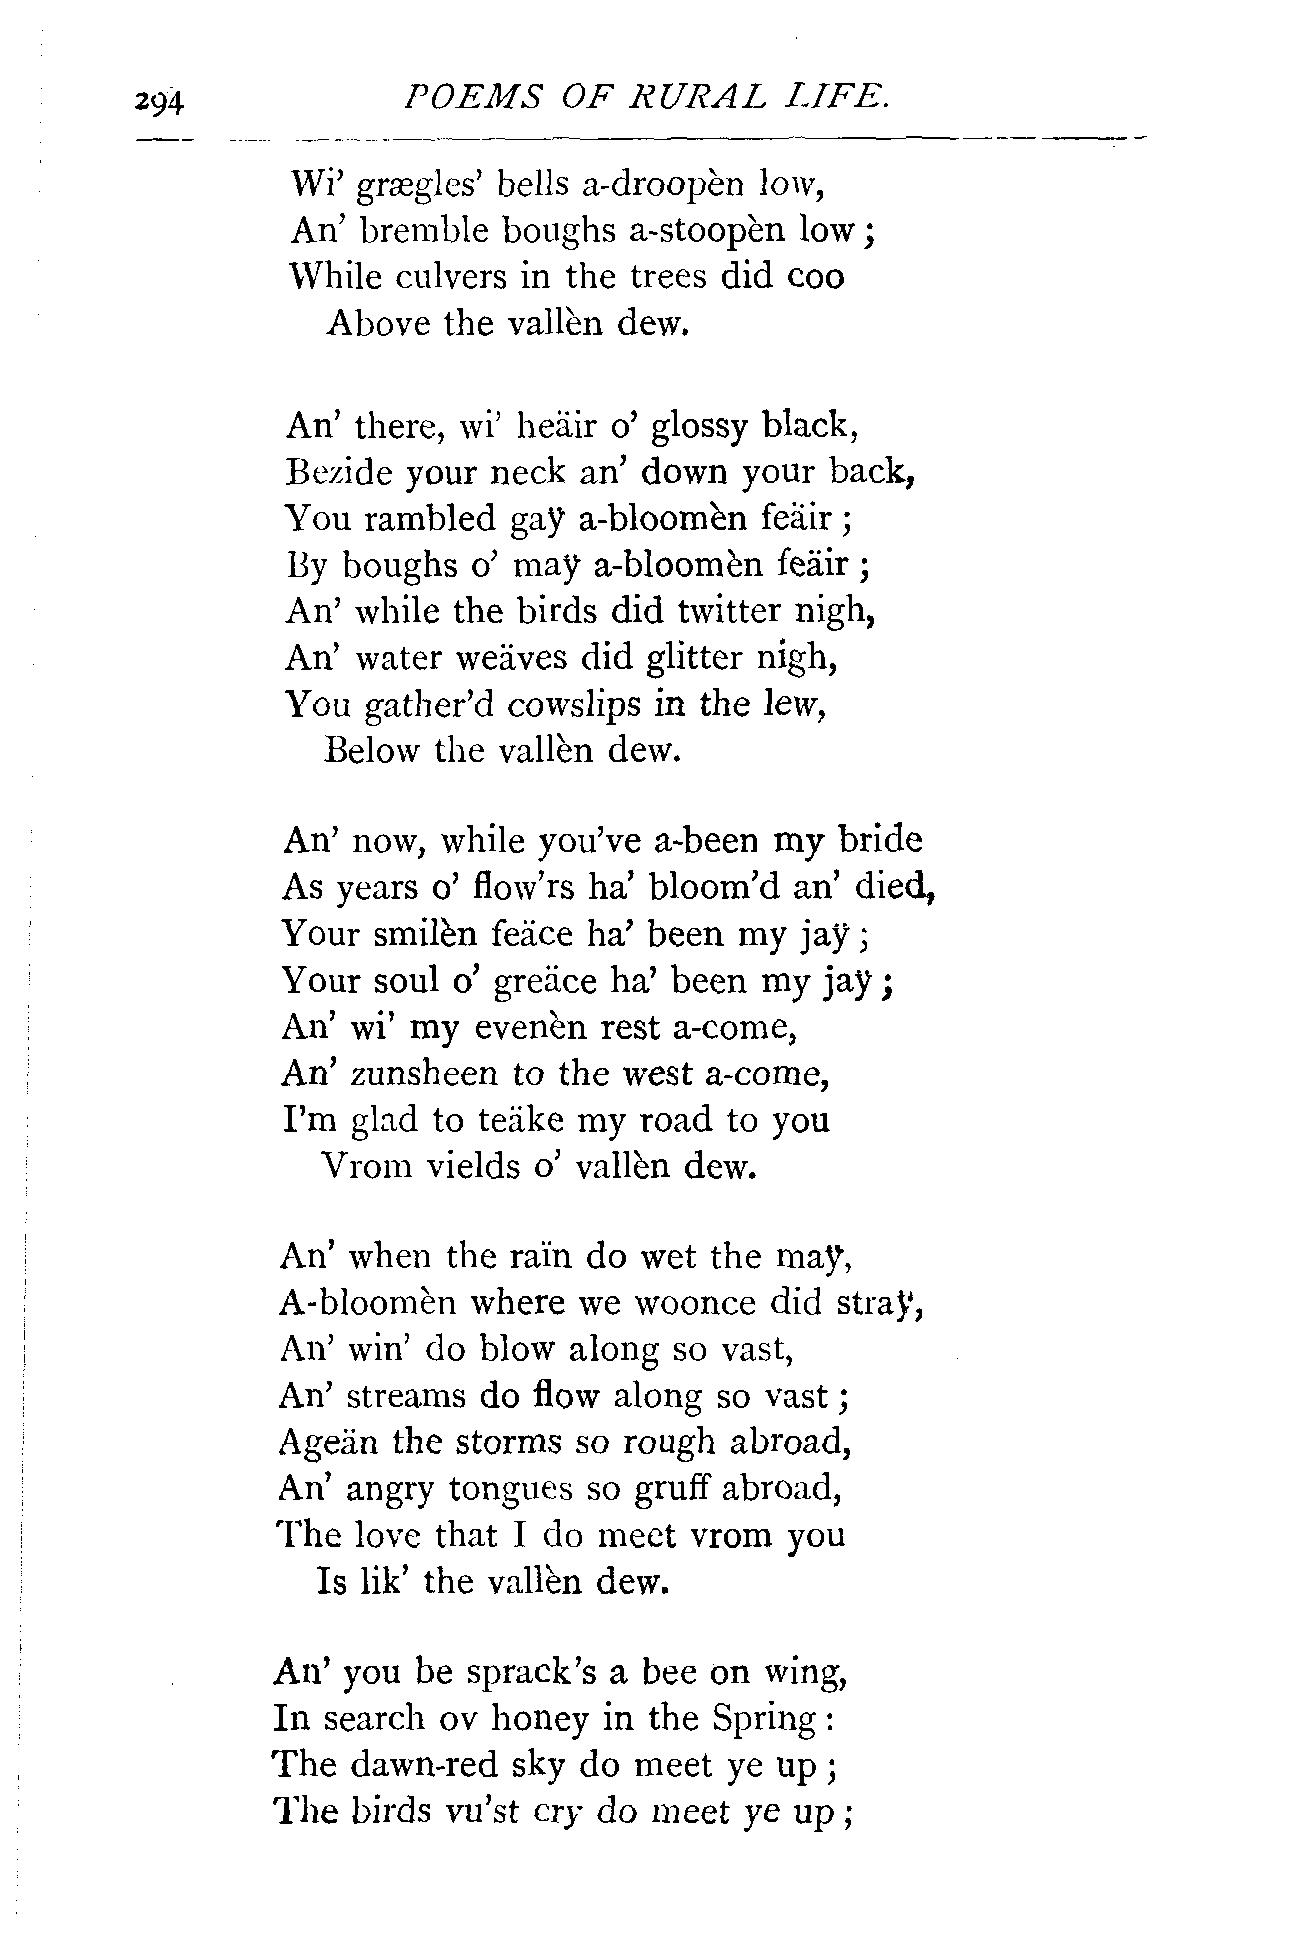 294 POEMS OF RURAL LIFE.
Wi' grægles' bells a-droopèn low,
An' bremble boughs a-stoopèn low;
While culvers in the trees did coo
Above the vallèn dew.
An' there, wi' heäir o' glossy black,
Bezide your neck an' down your back,
You rambled gaÿ a-bloomèn feäir;
By boughs o' maÿ a-bloomèn feäir;
An' while the birds did twitter nigh,
An' water weäves did glitter nigh,
You gather'd cowslips in the lew,
Below the vallèn dew.
An' now, while you've a-been my bride
As years o' flow'rs ha' bloom'd an' died,
Your smilèn feäce ha' been my jaÿ;
Your soul o' greäce ha' been my jaÿ;
An' wi' my evenèn rest a-come,
An' zunsheen to the west a-come,
I'm glad to teäke my road to you
Vrom vields o' vallèn dew.
An' when the raïn do wet the maÿ,
A-bloomèn where we woonce did straÿ,
An' win' do blow along so vast,
An' streams do flow along so vast;
Ageän the storms so rough abroad,
An' angry tongues so gruff abroad,
The love that I do meet vrom you
Is lik' the vallèn dew.
An' you be sprack's a bee on wing,
In search ov honey in the Spring:
The dawn-red sky do meet ye up;
The birds vu'st cry do meet ye up;